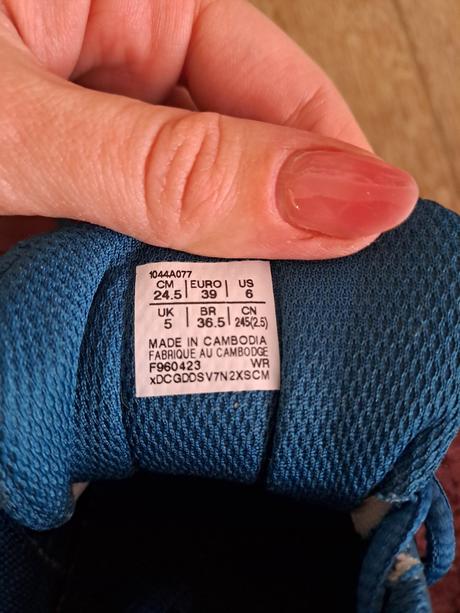 1044A077
CM | EURO | US
24.5 | 39 | 6
UK | BR | CN
5 | 36.5 | 245(2.5)
MADE IN CAMBODIA
FABRIQUE AU CAMBODGE
F960423 WR
xDCGDDSV7N2XSCM